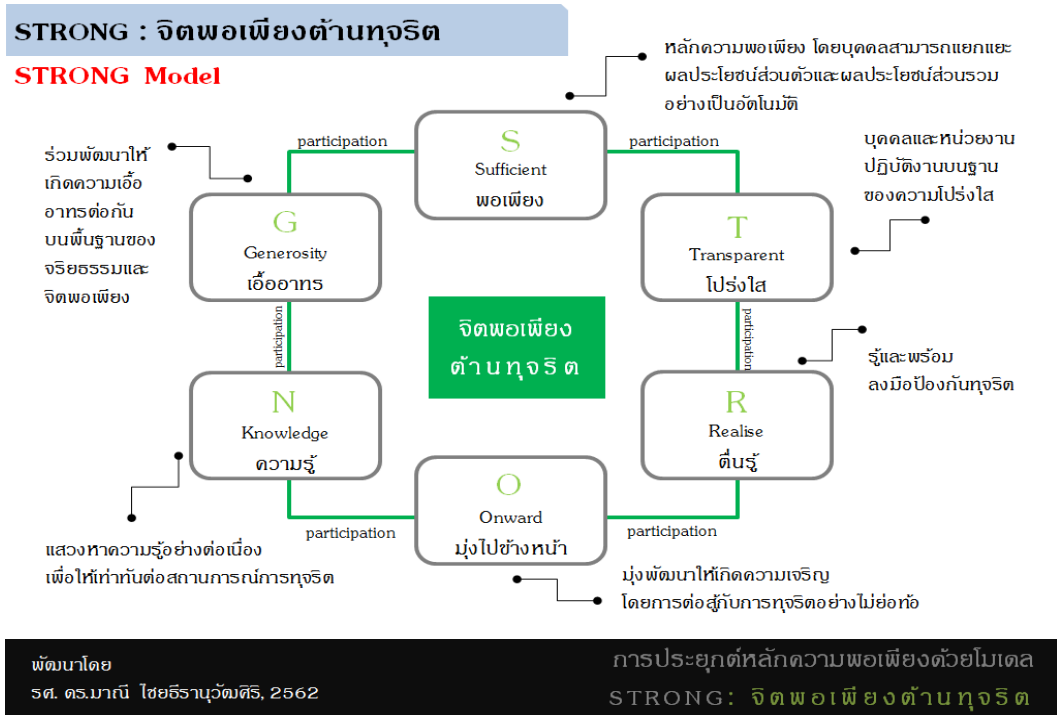 STRONG : จิตพอเพียงต้านทุจริต
STRONG Model
หลักความพอเพียง โดยบุคคลสามารถแยกแยะ
ผลประโยชน์ส่วนตัวและผลประโยชน์ส่วนรวม
อย่างเป็นอัตโนมัติ
participation
S
Sufficient
พอเพียง
participation
บุคคลและหน่วยงาน
ปฏิบัติงานบนฐาน
ของความโปร่งใส
ร่วมพัฒนาให้
เกิดความเอื้อ
อาทรต่อกัน
บนพื้นฐานของ
จริยธรรมและ
จิตพอเพียง
G
Generosity
เอื้ออาทร
T
Transparent
โปร่งใส
จิตพอเพียง
ต้านทุจริต
participation
participation
รู้และพร้อม
ลงมือป้องกันทุจริต
N
Knowledge
ความรู้
R
Realise
ตื่นรู้
O
Onward
มุ่งไปข้างหน้า
participation
participation
แสวงหาความรู้อย่างต่อเนื่อง
เพื่อให้เท่าทันต่อสถานการณ์การทุจริต
มุ่งพัฒนาให้เกิดความเจริญ
โดยการต่อสู้กับการทุจริตอย่างไม่ย่อท้อ
พัฒนาโดย
รศ. ดร.มาณี ไชยธีรานุวัฒศิริ, 2562
การประยุกต์หลักความพอเพียงด้วยโมเดล
STRONG: จิตพอเพียงต้านทุจริต